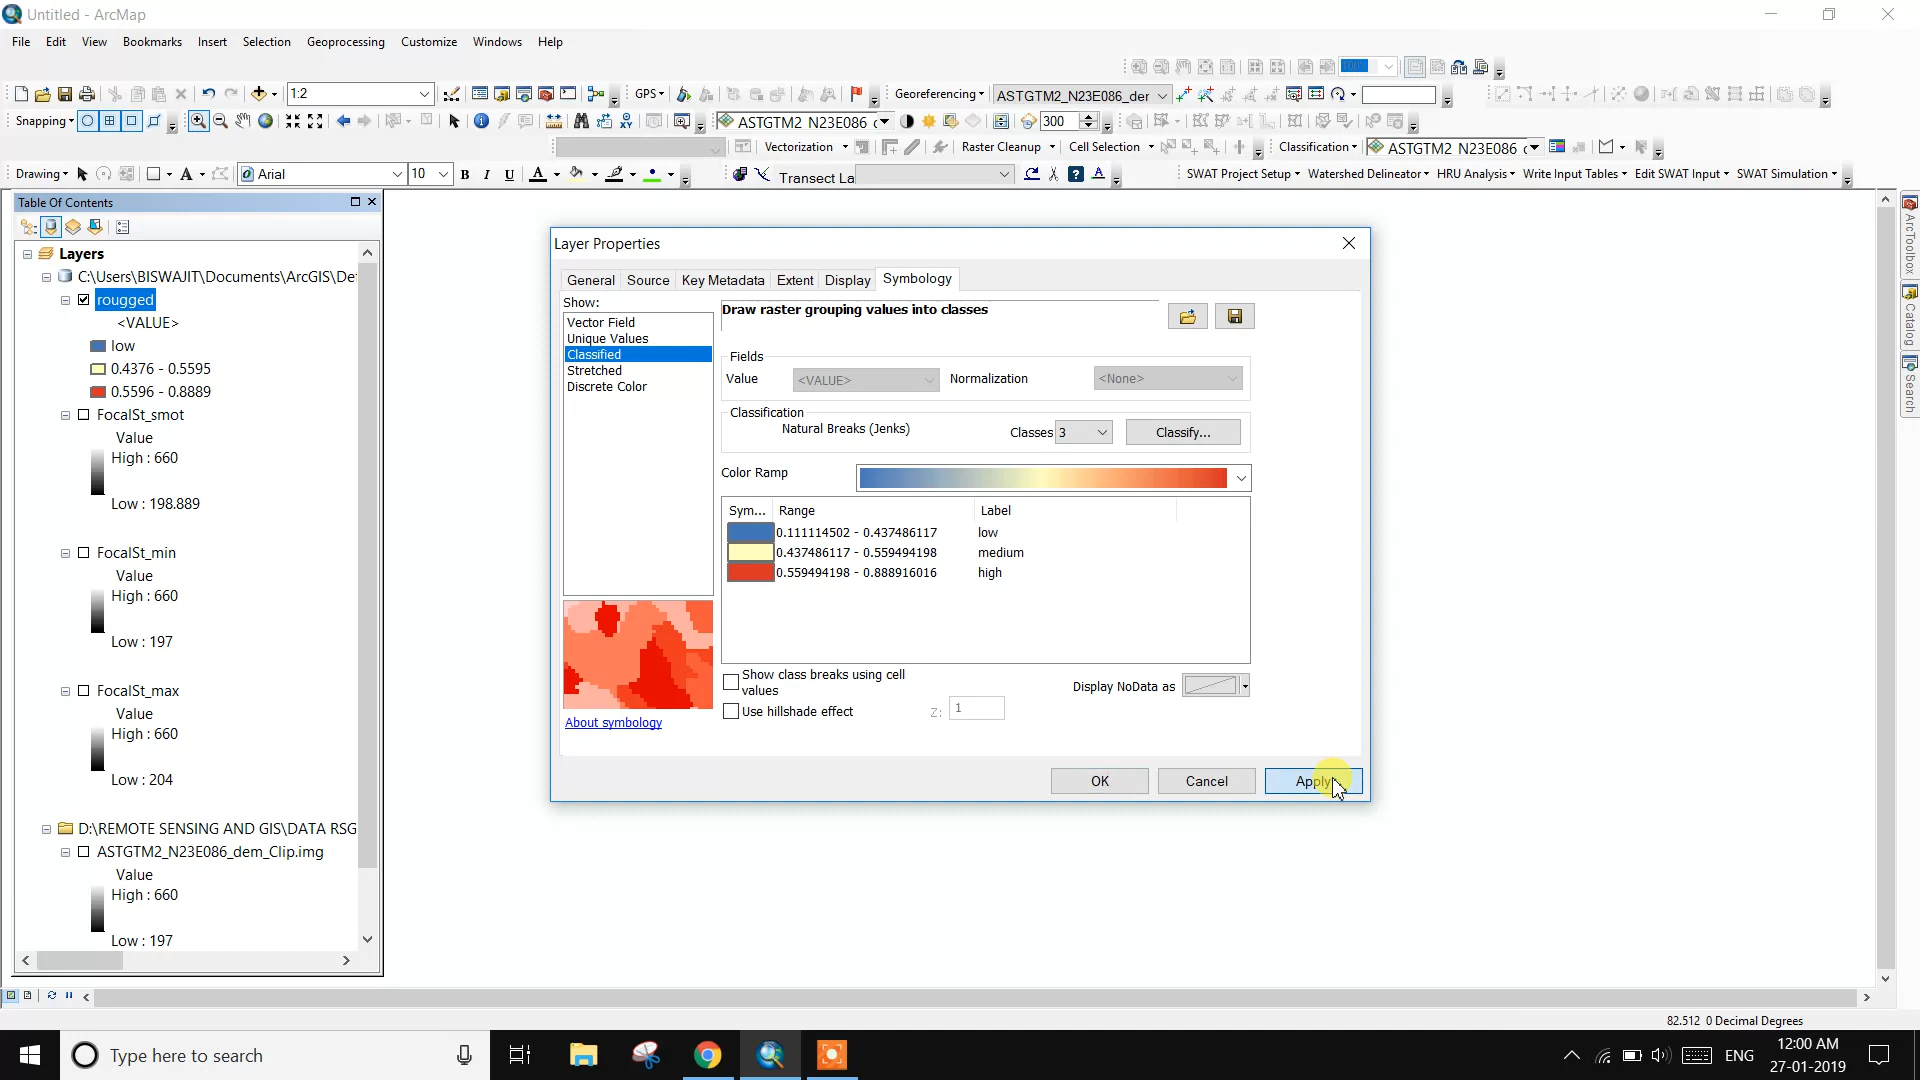 Untitled - ArcMap
File Edit View Bookmarks Insert Selection Geoprocessing Customize Windows Help
100%
1:2 GPS Georeferencing ASTGTM2_N23E086_der
Snapping ASTGTM2 N23E086 300
Vectorization Raster Cleanup Cell Selection Classification ASTGTM2 N23E086
Drawing Arial 10 B I U A Transect La SWAT Project Setup Watershed Delineator HRU Analysis Write Input Tables Edit SWAT Input SWAT Simulation
Table Of Contents
Layers
C:\Users\BISWAJIT\Documents\ArcGIS\De
rougged
<VALUE>
low
0.4376 - 0.5595
0.5596 - 0.8889
FocalSt_smot
Value
High : 660
Low : 198.889
FocalSt_min
Value
High : 660
Low : 197
FocalSt_max
Value
High : 660
Low : 204
D:\REMOTE SENSING AND GIS\DATA RSG
ASTGTM2_N23E086_dem_Clip.img
Value
High : 660
Low : 197
Layer Properties
General Source Key Metadata Extent Display Symbology
Show:
Vector Field
Unique Values
Classified
Stretched
Discrete Color
About symbology
Draw raster grouping values into classes
Fields
Value <VALUE> Normalization <None>
Classification
Natural Breaks (Jenks) Classes 3 Classify...
Color Ramp
Sym... Range Label
0.111114502 - 0.437486117 low
0.437486117 - 0.559494198 medium
0.559494198 - 0.888916016 high
Show class breaks using cell values
Display NoData as
Use hillshade effect Z: 1
OK Cancel Apply
ArcToolbox
Catalog
Search
82.512 0 Decimal Degrees
Type here to search
ENG
12:00 AM
27-01-2019